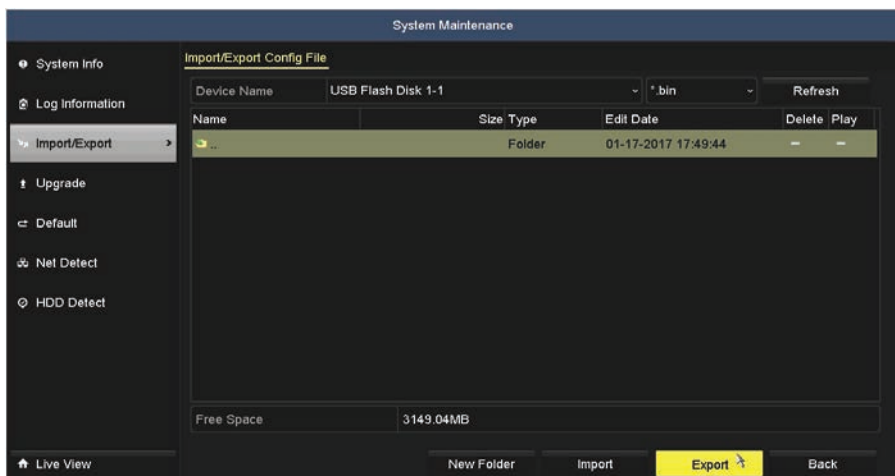 System Maintenance
System Info
Log Information
Import/Export
Upgrade
Default
Net Detect
HDD Detect
Live View
Import/Export Config File
Device Name USB Flash Disk 1-1 *.bin Refresh
Name Size Type Edit Date Delete Play
.. Folder 01-17-2017 17:49:44 — —
Free Space 3149.04MB
New Folder Import Export Back